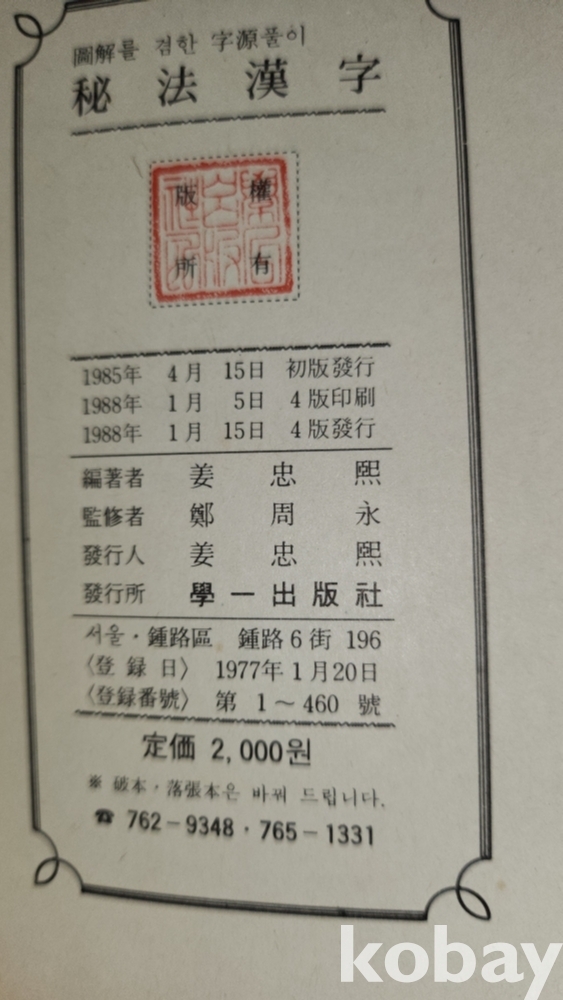 圖解를 겸한 字源풀이
秘法漢字
版權
所有
1985年 4月 15日 初版發行
1988年 1月 5日 4版印刷
1988年 1月 15日 4版發行
編著者 姜忠熙
監修者 鄭周永
發行人 姜忠熙
發行所 學一出版社
서울·鍾路區 鍾路6街 196
〈登錄日〉 1977年 1月 20日
〈登錄番號〉 第 1~460 號
定価 2,000원
※ 破本·落張本은 바꿔 드립니다.
☎ 762-9348·765-1331
kobay